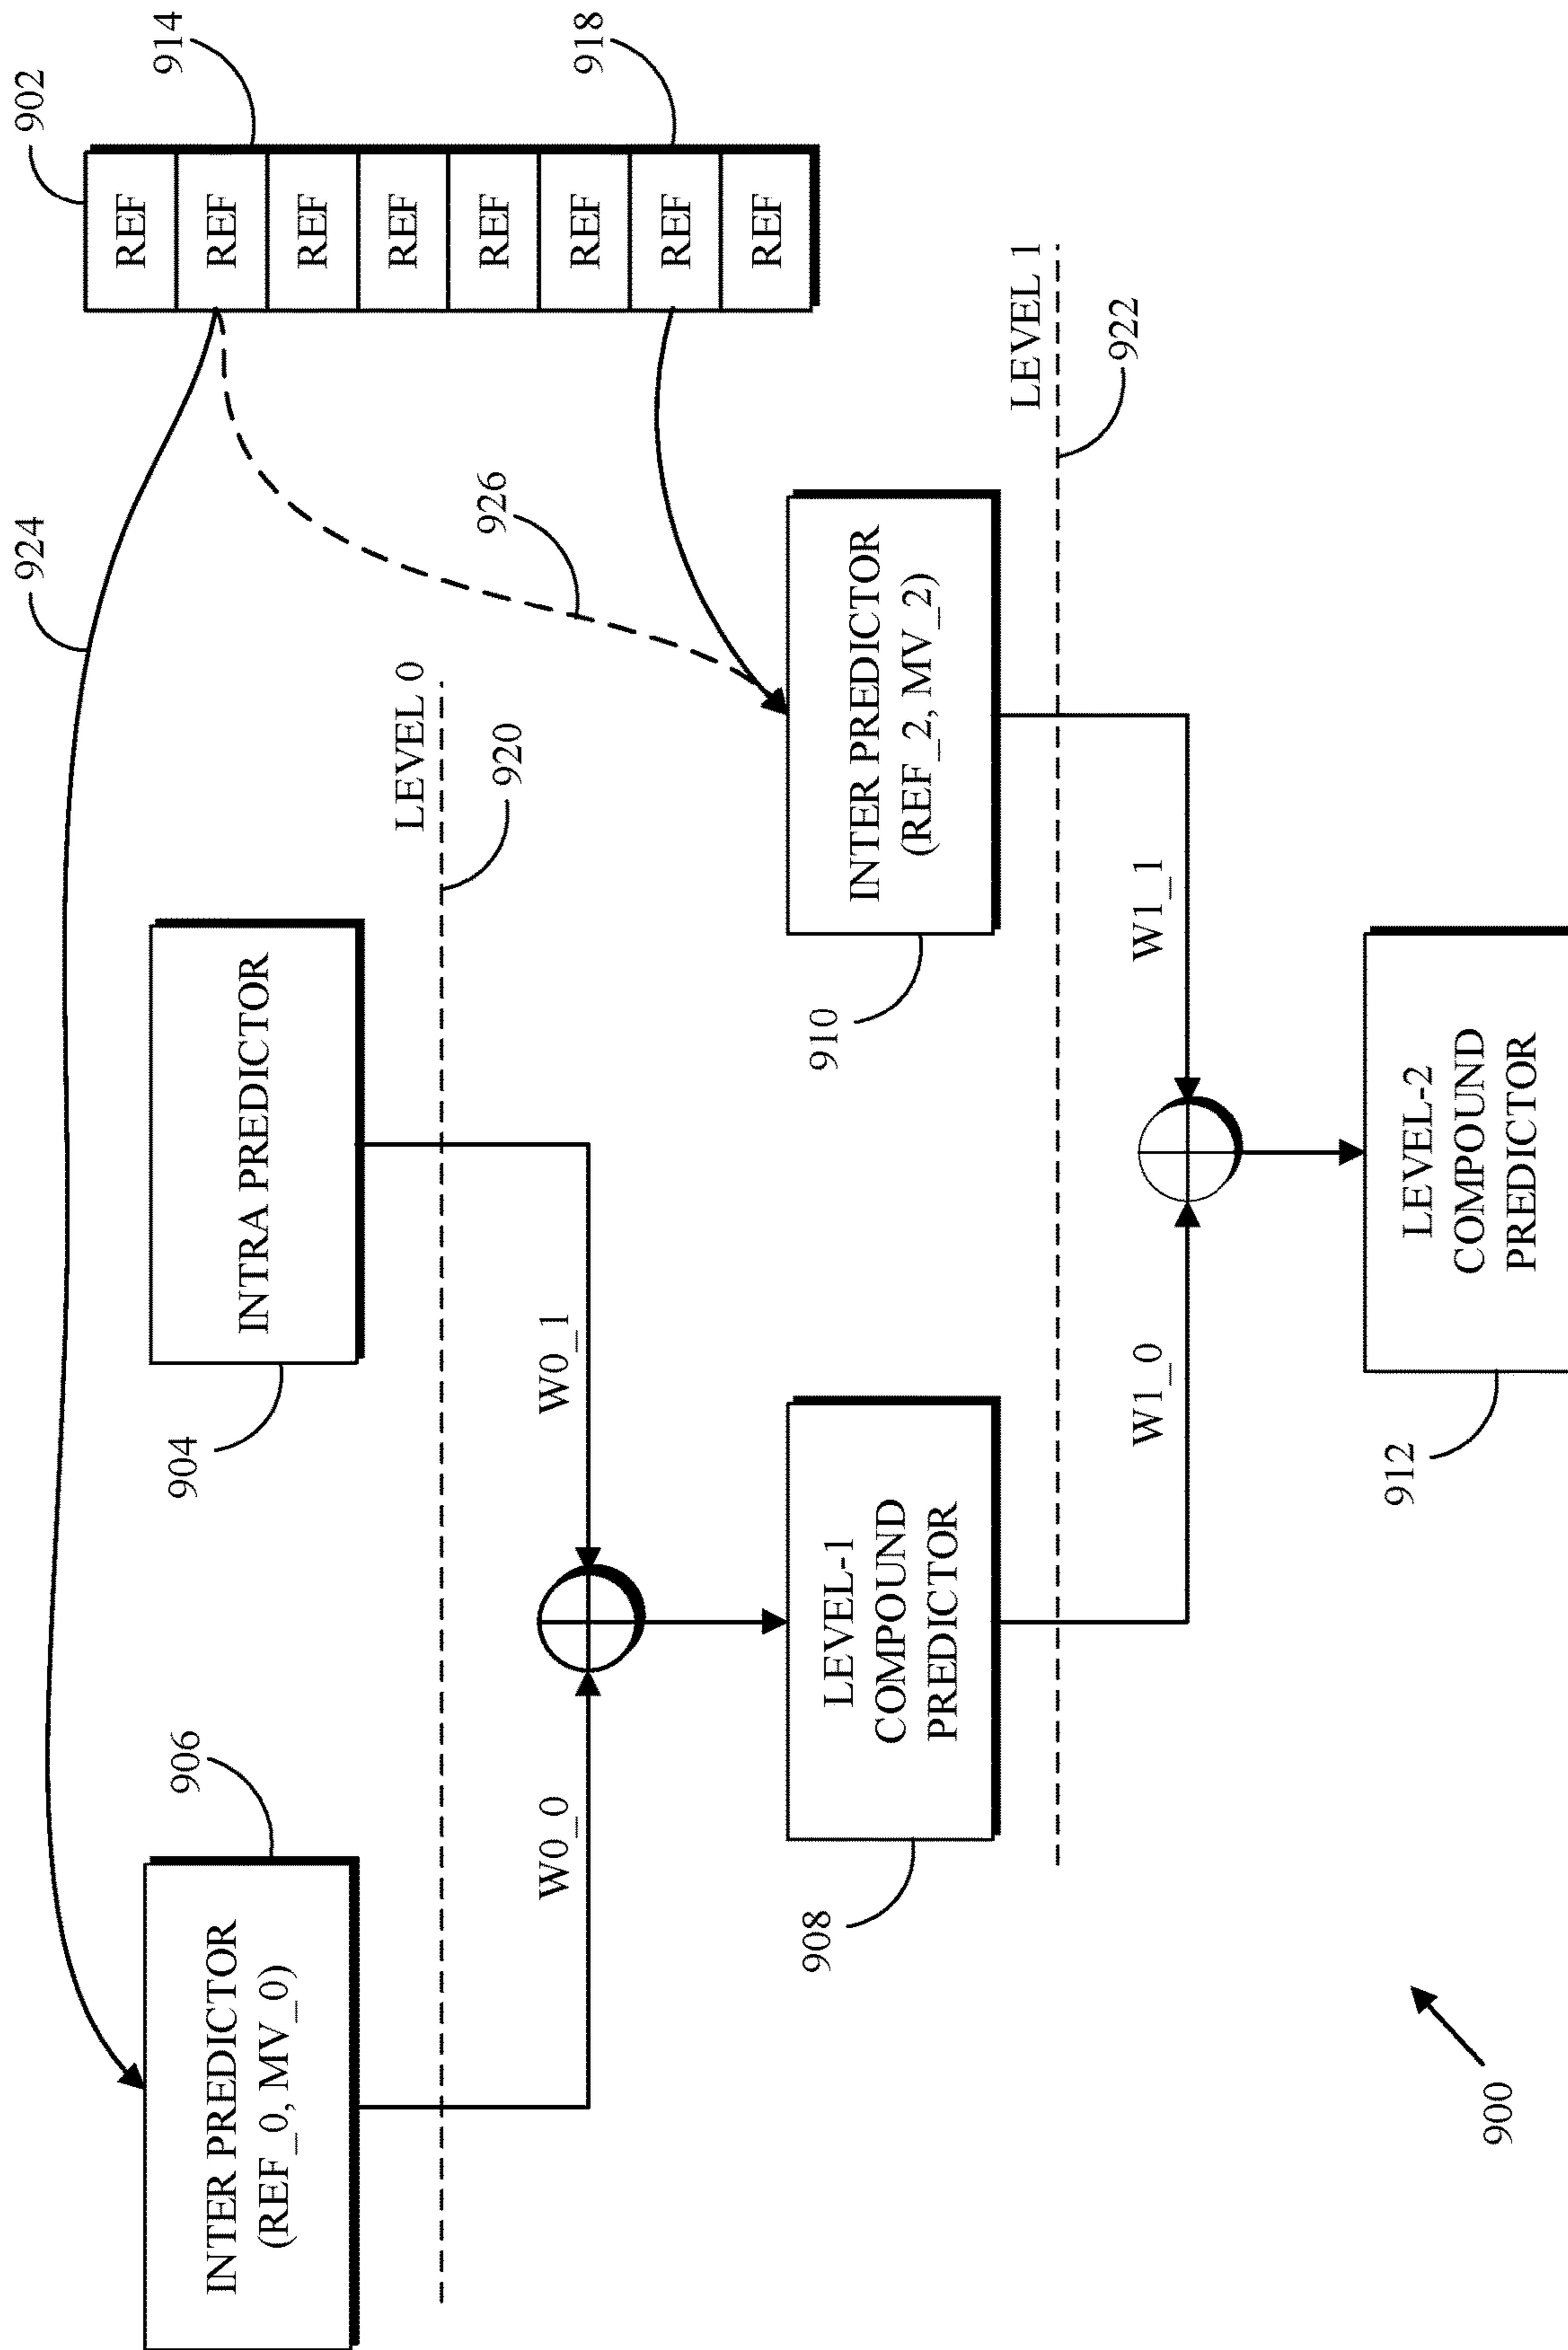 924
902
914
918
REF
REF
REF
REF
REF
REF
REF
REF
906
INTER PREDICTOR
(REF_0, MV_0)
904
INTRA PREDICTOR
LEVEL 0
920
926
W0_0
W0_1
908
LEVEL-1
COMPOUND
PREDICTOR
910
INTER PREDICTOR
(REF_2, MV_2)
LEVEL 1
922
W1_0
W1_1
912
LEVEL-2
COMPOUND
PREDICTOR
900